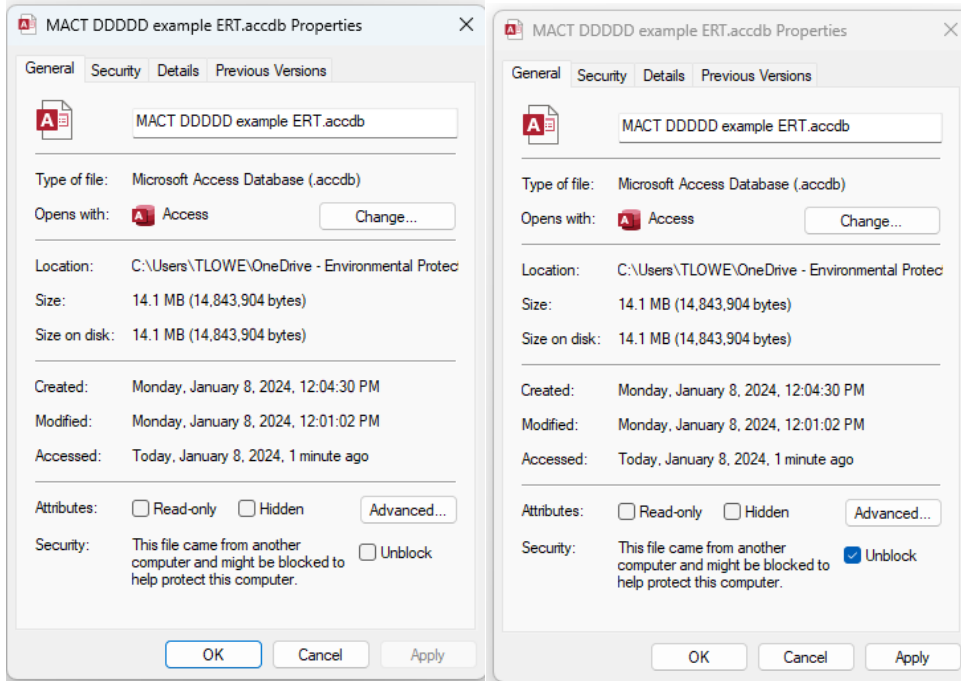 MACT DDDDD example ERT.accdb Properties
General Security Details Previous Versions
MACT DDDDD example ERT.accdb
Type of file: Microsoft Access Database (.accdb)
Opens with: Access Change...
Location: C:\Users\TLOWE\OneDrive - Environmental Protect
Size: 14.1 MB (14,843,904 bytes)
Size on disk: 14.1 MB (14,843,904 bytes)
Created: Monday, January 8, 2024, 12:04:30 PM
Modified: Monday, January 8, 2024, 12:01:02 PM
Accessed: Today, January 8, 2024, 1 minute ago
Attributes: Read-only Hidden Advanced...
Security: This file came from another
computer and might be blocked to
help protect this computer.
Unblock
OK Cancel Apply
MACT DDDDD example ERT.accdb Properties
General Security Details Previous Versions
MACT DDDDD example ERT.accdb
Type of file: Microsoft Access Database (.accdb)
Opens with: Access Change...
Location: C:\Users\TLOWE\OneDrive - Environmental Protec
Size: 14.1 MB (14,843,904 bytes)
Size on disk: 14.1 MB (14,843,904 bytes)
Created: Monday, January 8, 2024, 12:04:30 PM
Modified: Monday, January 8, 2024, 12:01:02 PM
Accessed: Today, January 8, 2024, 1 minute ago
Attributes: Read-only Hidden Advanced...
Security: This file came from another
computer and might be blocked to
help protect this computer.
Unblock
OK Cancel Apply